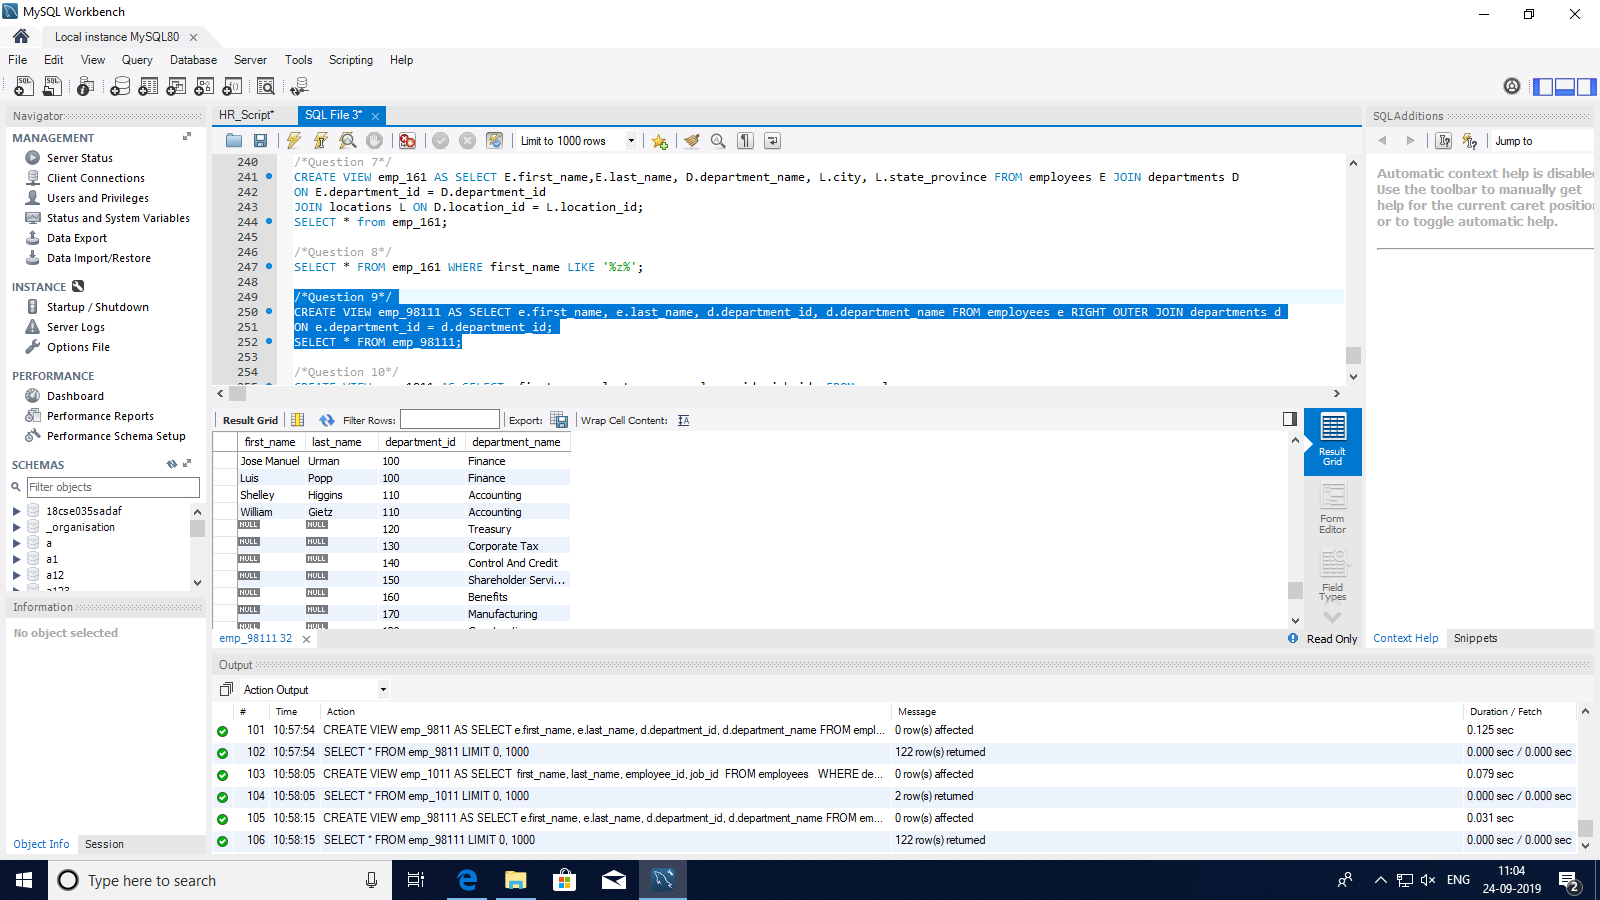 MySQL Workbench
Local instance MySQL80
File Edit View Query Database Server Tools Scripting Help
Navigator
MANAGEMENT
Server Status
Client Connections
Users and Privileges
Status and System Variables
Data Export
Data Import/Restore
INSTANCE
Startup / Shutdown
Server Logs
Options File
PERFORMANCE
Dashboard
Performance Reports
Performance Schema Setup
SCHEMAS
Filter objects
18cse035sadaf
_organisation
a
a1
a12
Information
No object selected
Object Info Session
HR_Script* SQL File 3*
Limit to 1000 rows
240 /*Question 7*/
241 CREATE VIEW emp_161 AS SELECT E.first_name,E.last_name, D.department_name, L.city, L.state_province FROM employees E JOIN departments D
242 ON E.department_id = D.department_id
243 JOIN locations L ON D.location_id = L.location_id;
244 SELECT * from emp_161;
245
246 /*Question 8*/
247 SELECT * FROM emp_161 WHERE first_name LIKE '%z%';
248
249 /*Question 9*/
250 CREATE VIEW emp_98111 AS SELECT e.first_name, e.last_name, d.department_id, d.department_name FROM employees e RIGHT OUTER JOIN departments d
251 ON e.department_id = d.department_id;
252 SELECT * FROM emp_98111;
253
254 /*Question 10*/
Result Grid Filter Rows: Export: Wrap Cell Content:
first_name last_name department_id department_name
Jose Manuel Urman 100 Finance
Luis Popp 100 Finance
Shelley Higgins 110 Accounting
William Gietz 110 Accounting
NULL NULL 120 Treasury
NULL NULL 130 Corporate Tax
NULL NULL 140 Control And Credit
NULL NULL 150 Shareholder Servi...
NULL NULL 160 Benefits
NULL NULL 170 Manufacturing
NULL NULL
Result Grid
Form Editor
Field Types
emp_98111 32
Read Only
SQLAdditions
Jump to
Automatic context help is disabled
Use the toolbar to manually get
help for the current caret position
or to toggle automatic help.
Context Help Snippets
Output
Action Output
# Time Action Message Duration / Fetch
101 10:57:54 CREATE VIEW emp_9811 AS SELECT e.first_name, e.last_name, d.department_id, d.department_name FROM empl... 0 row(s) affected 0.125 sec
102 10:57:54 SELECT * FROM emp_9811 LIMIT 0, 1000 122 row(s) returned 0.000 sec / 0.000 sec
103 10:58:05 CREATE VIEW emp_1011 AS SELECT first_name, last_name, employee_id, job_id FROM employees WHERE de... 0 row(s) affected 0.079 sec
104 10:58:05 SELECT * FROM emp_1011 LIMIT 0, 1000 2 row(s) returned 0.000 sec / 0.000 sec
105 10:58:15 CREATE VIEW emp_98111 AS SELECT e.first_name, e.last_name, d.department_id, d.department_name FROM em... 0 row(s) affected 0.031 sec
106 10:58:15 SELECT * FROM emp_98111 LIMIT 0, 1000 122 row(s) returned 0.000 sec / 0.000 sec
Type here to search
ENG
11:04
24-09-2019
2